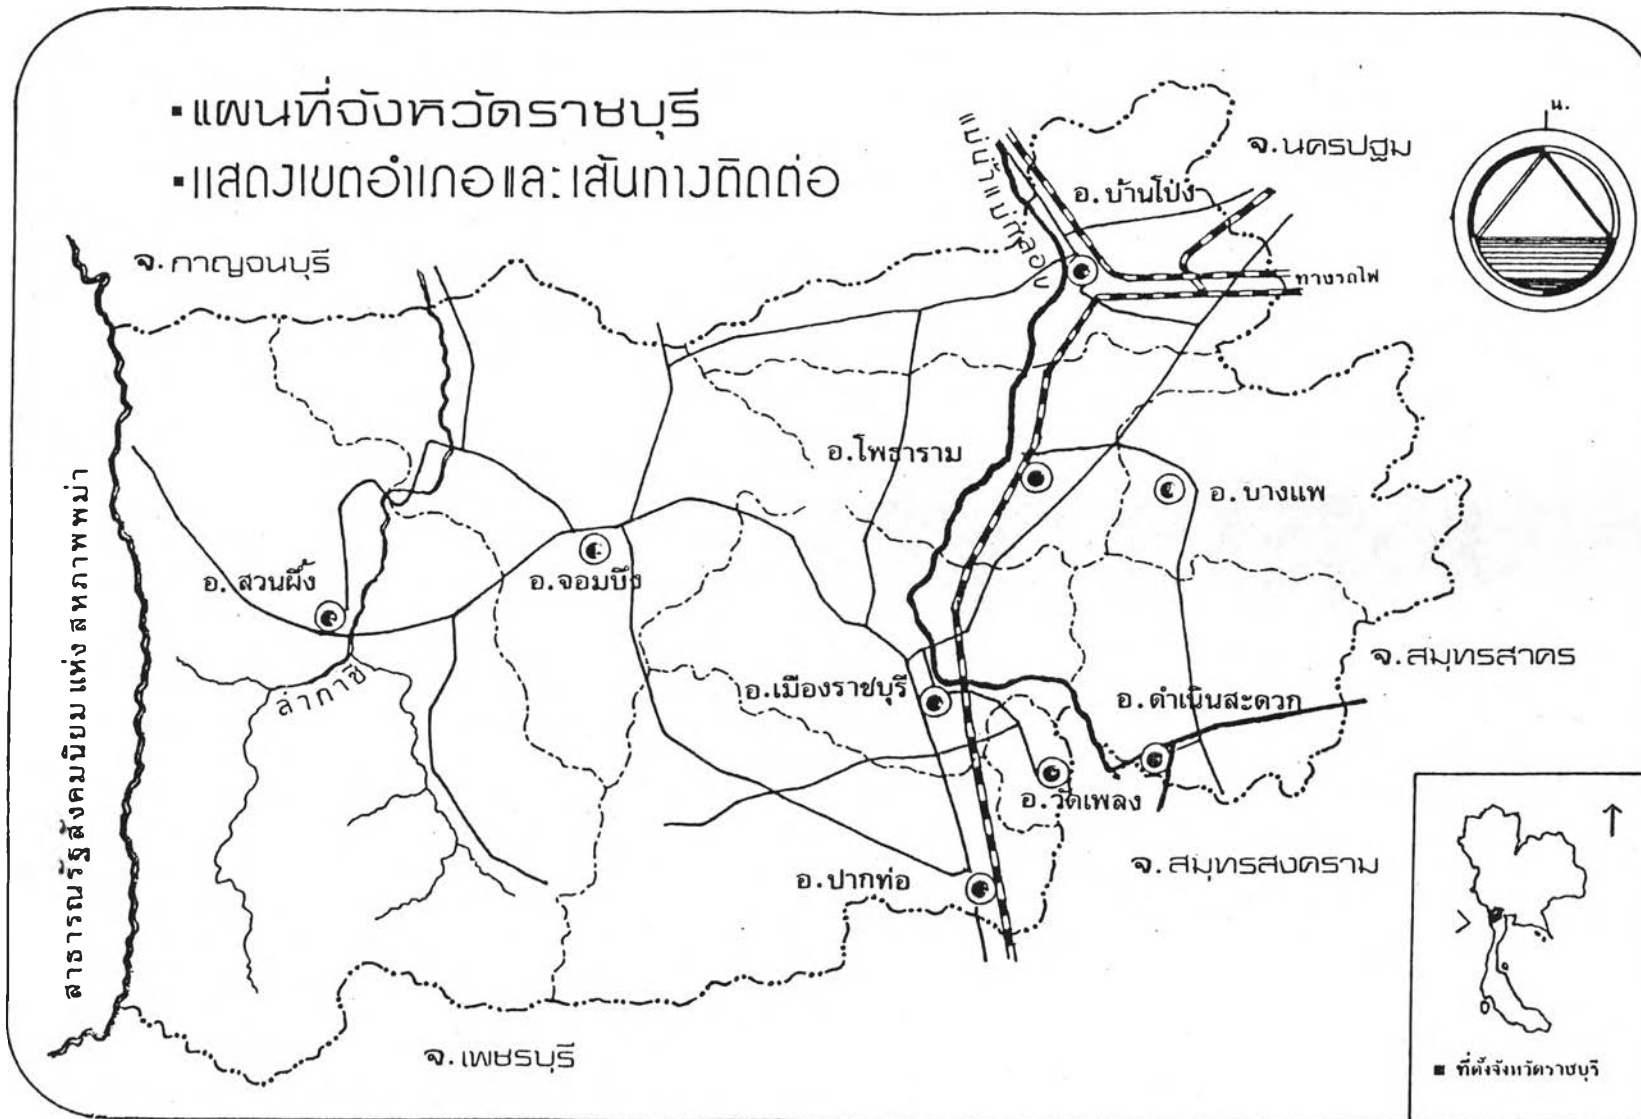 ▪แผนที่จังหวัดราชบุรี
▪แสดงเขตอำเภอและเส้นทางติดต่อ
น.
จ.นครปฐม
แม่น้ำแม่กลอง
อ.บ้านโป่ง
จ.กาญจนบุรี
ทางรถไฟ
อ.โพธาราม
อ.บางแพ
สาธารณรัฐสังคมนิยมแห่งสหภาพพม่า
อ.สวนผึ้ง
อ.จอมบึง
จ.สมุทรสาคร
ลำภาชี
อ.เมืองราชบุรี
อ.ดำเนินสะดวก
อ.วัดเพลง
อ.ปากท่อ
จ.สมุทรสงคราม
จ.เพชรบุรี
▪ ที่ตั้งจังหวัดราชบุรี